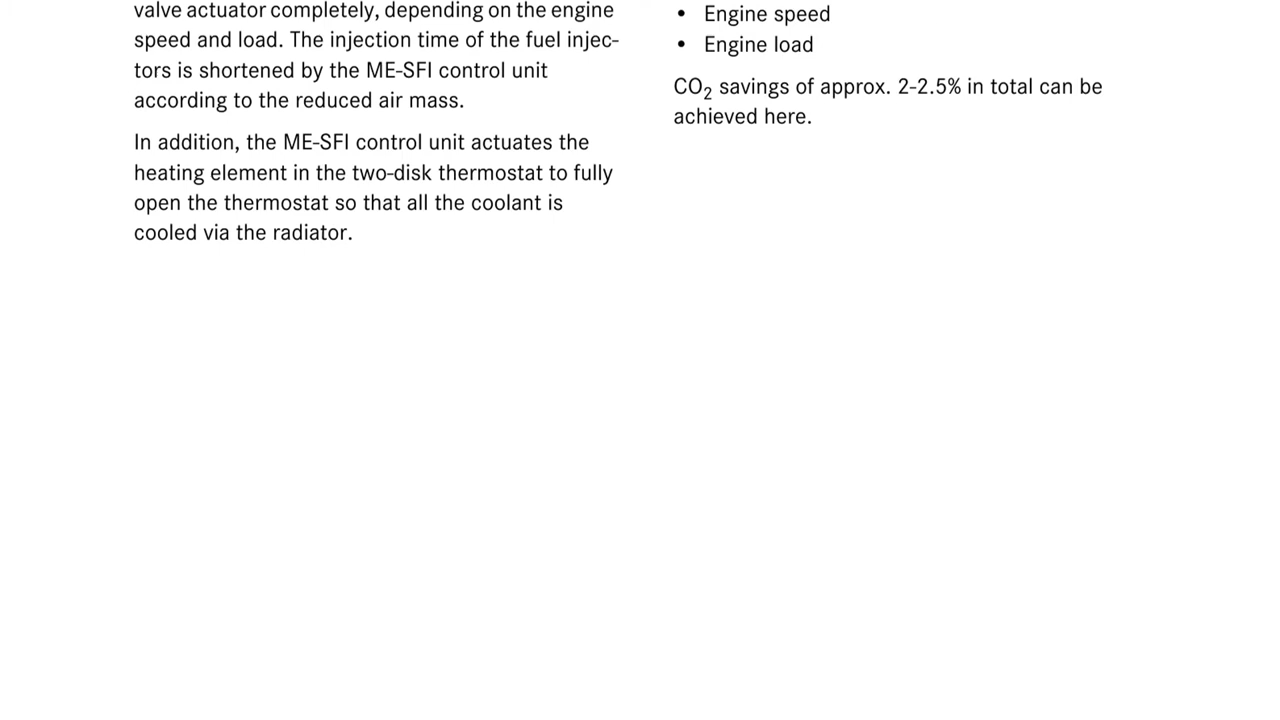 valve actuator completely, depending on the engine
speed and load. The injection time of the fuel injec-
tors is shortened by the ME-SFI control unit
according to the reduced air mass.
In addition, the ME-SFI control unit actuates the
heating element in the two-disk thermostat to fully
open the thermostat so that all the coolant is
cooled via the radiator.
• Engine speed
• Engine load
CO₂ savings of approx. 2-2.5% in total can be
achieved here.